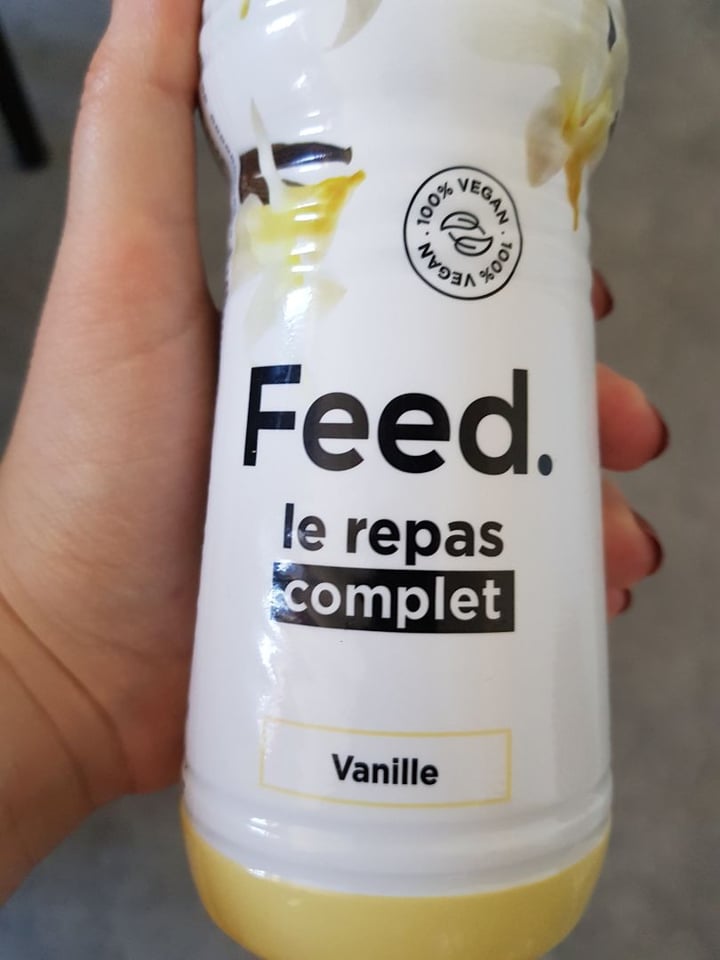 100% VEGAN · 100% VEGAN ·
Feed.
le repas
complet
Vanille